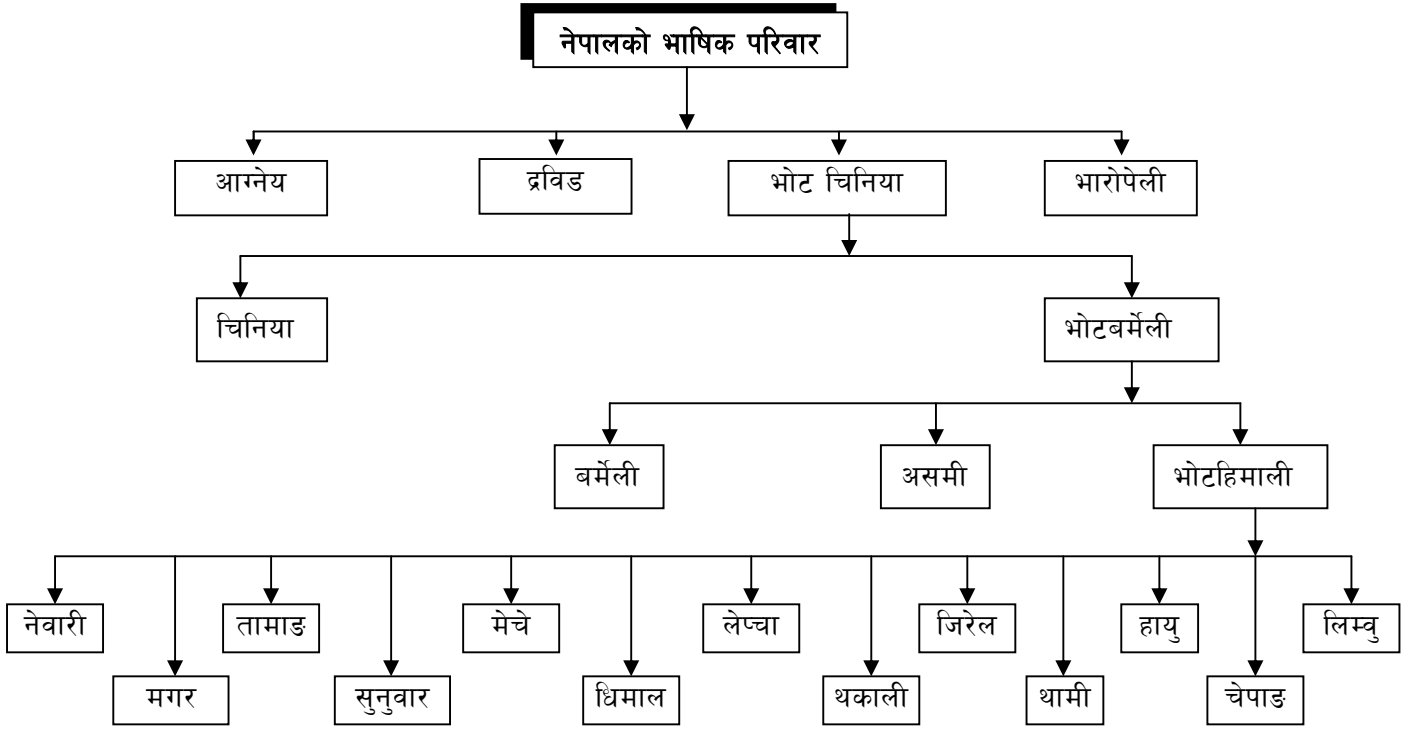 नेपालको भाषिक परिवार
आग्नेय द्रविड भोट चिनिया भारोपेली
चिनिया भोटबर्मेली
बर्मेली असमी भोटहिमाली
नेवारी तामाङ मेचे लेप्चा जिरेल हायु लिम्वु
मगर सुनुवार धिमाल थकाली थामी चेपाङ